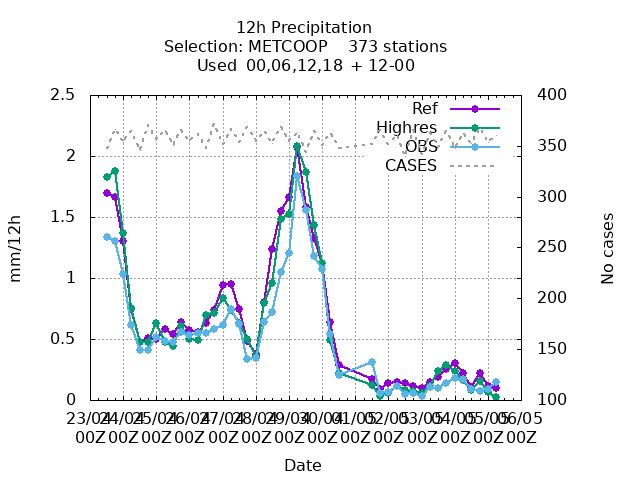 12h Precipitation
Selection: METCOOP    373 stations
Used  00,06,12,18 + 12-00
Ref
Highres
OBS
CASES
2.5
2
1.5
1
0.5
0
400
350
300
250
200
150
100
mm/12h
No cases
23/04 24/04 25/04 26/04 27/04 28/04 29/04 30/04 01/05 02/05 03/05 04/05 05/05 06/05
00Z 00Z 00Z 00Z 00Z 00Z 00Z 00Z 00Z 00Z 00Z 00Z 00Z 00Z
Date